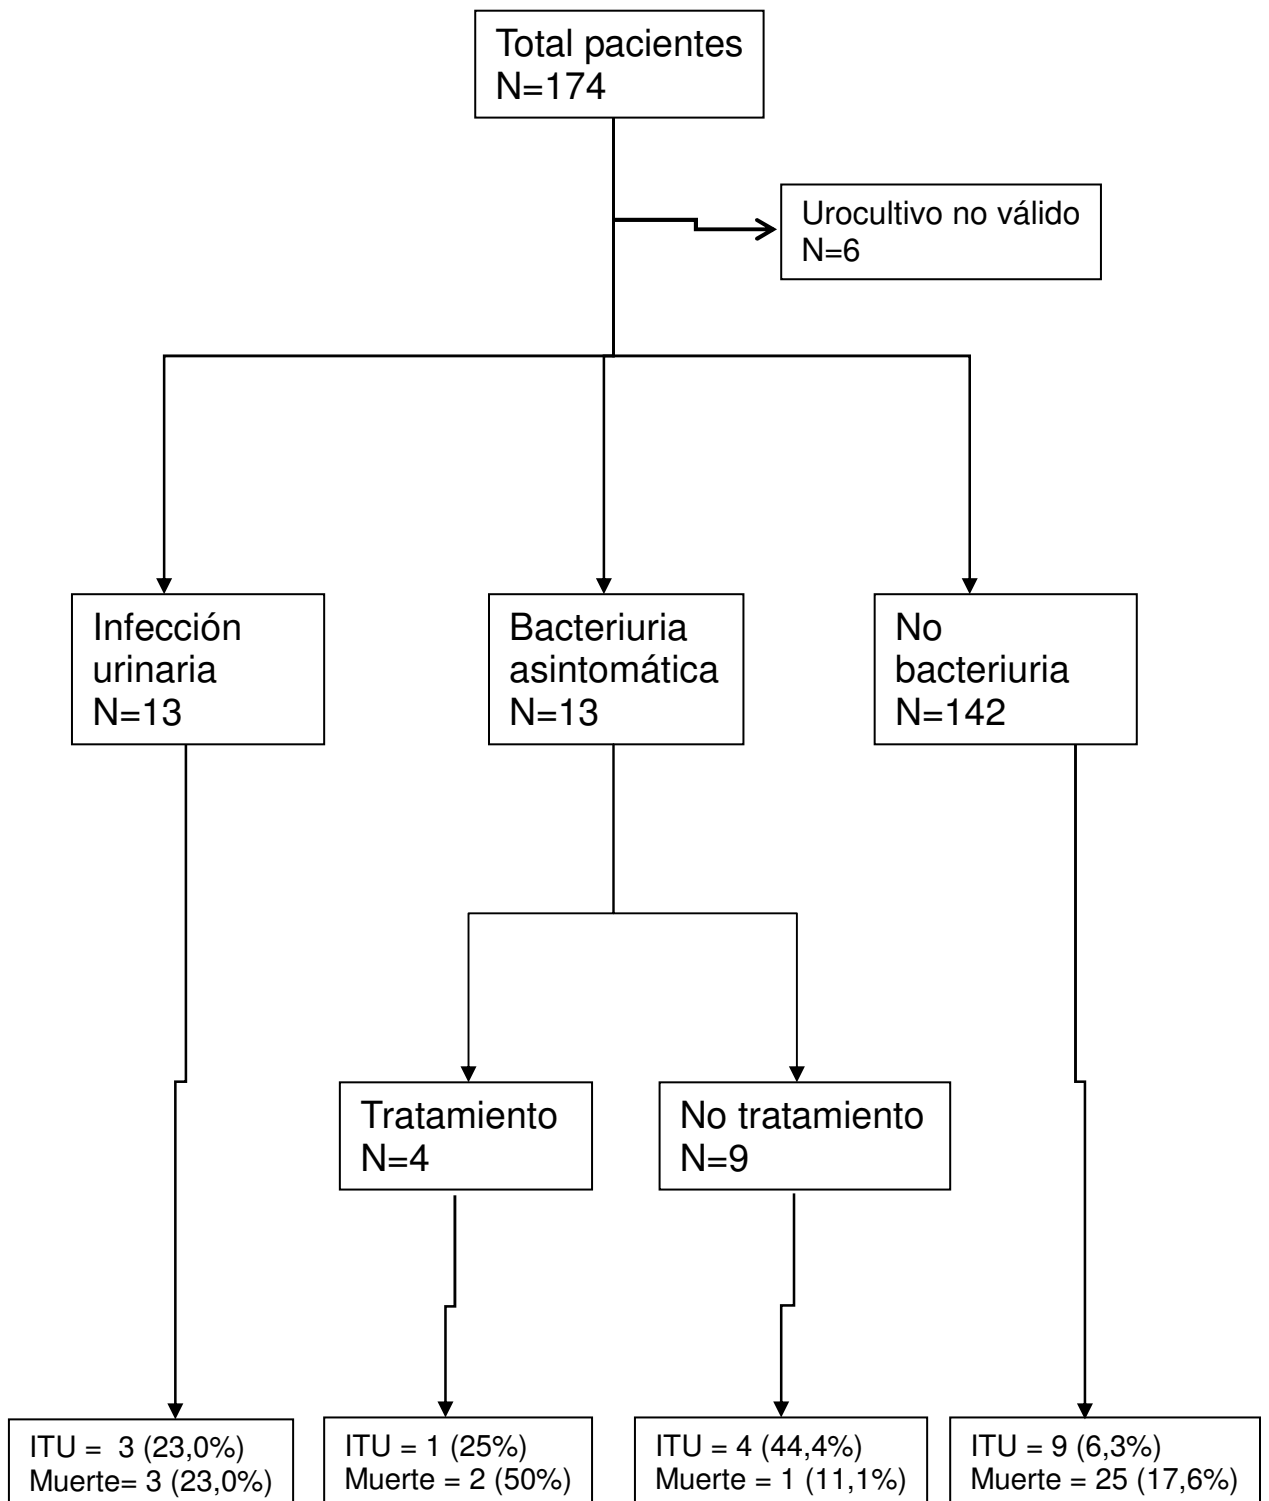 Total pacientes
N=174
Urocultivo no válido
N=6
Infección
urinaria
N=13
Bacteriuria
asintomática
N=13
No
bacteriuria
N=142
Tratamiento
N=4
No tratamiento
N=9
ITU =  3 (23,0%)
Muerte= 3 (23,0%)
ITU = 1 (25%)
Muerte = 2 (50%)
ITU = 4 (44,4%)
Muerte = 1 (11,1%)
ITU = 9 (6,3%)
Muerte = 25 (17,6%)